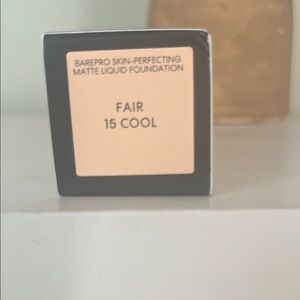 BAREPRO SKIN-PERFECTING
MATTE LIQUID FOUNDATION
FAIR
15 COOL